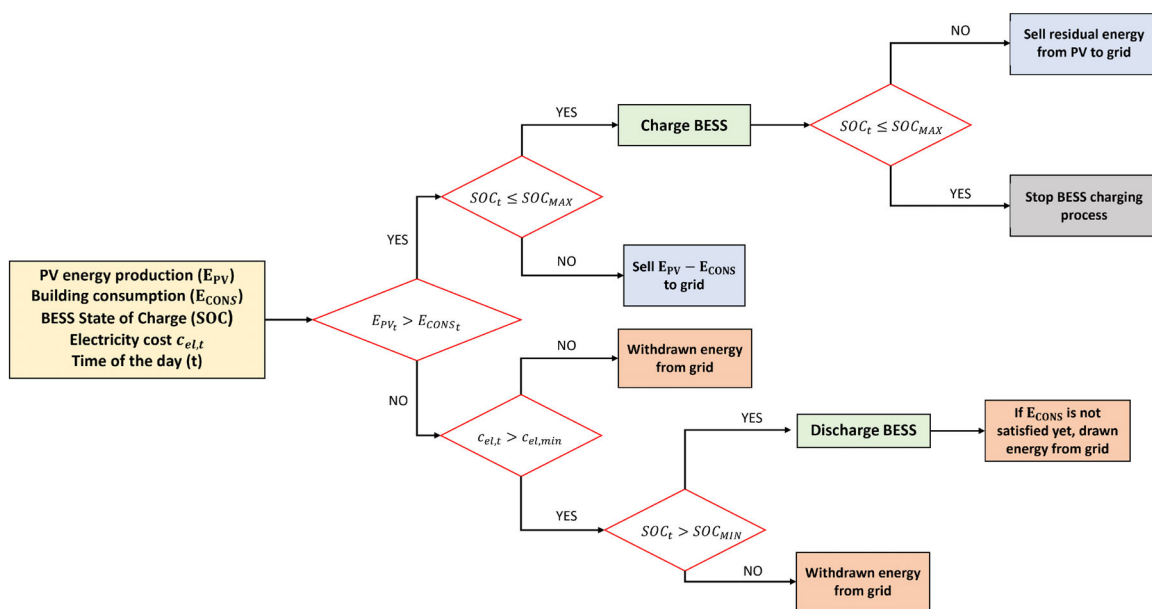 PV energy production (E_PV)
Building consumption (E_CONS)
BESS State of Charge (SOC)
Electricity cost c_el,t
Time of the day (t)
E_PV_t > E_CONS_t
YES
SOC_t ≤ SOC_MAX
YES
Charge BESS
SOC_t ≤ SOC_MAX
NO
Sell residual energy
from PV to grid
YES
Stop BESS charging
process
NO
Sell E_PV − E_CONS
to grid
NO
c_el,t > c_el,min
NO
Withdrawn energy
from grid
YES
SOC_t > SOC_MIN
YES
Discharge BESS
If E_CONS is not
satisfied yet, drawn
energy from grid
NO
Withdrawn energy
from grid